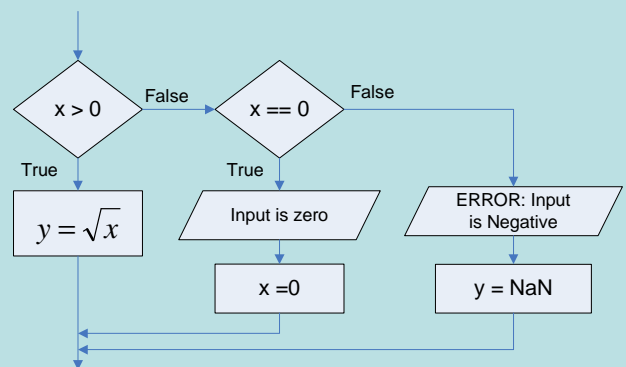 x > 0
False
x == 0
False
True
True
y = √x
Input is zero
ERROR: Input
is Negative
x =0
y = NaN